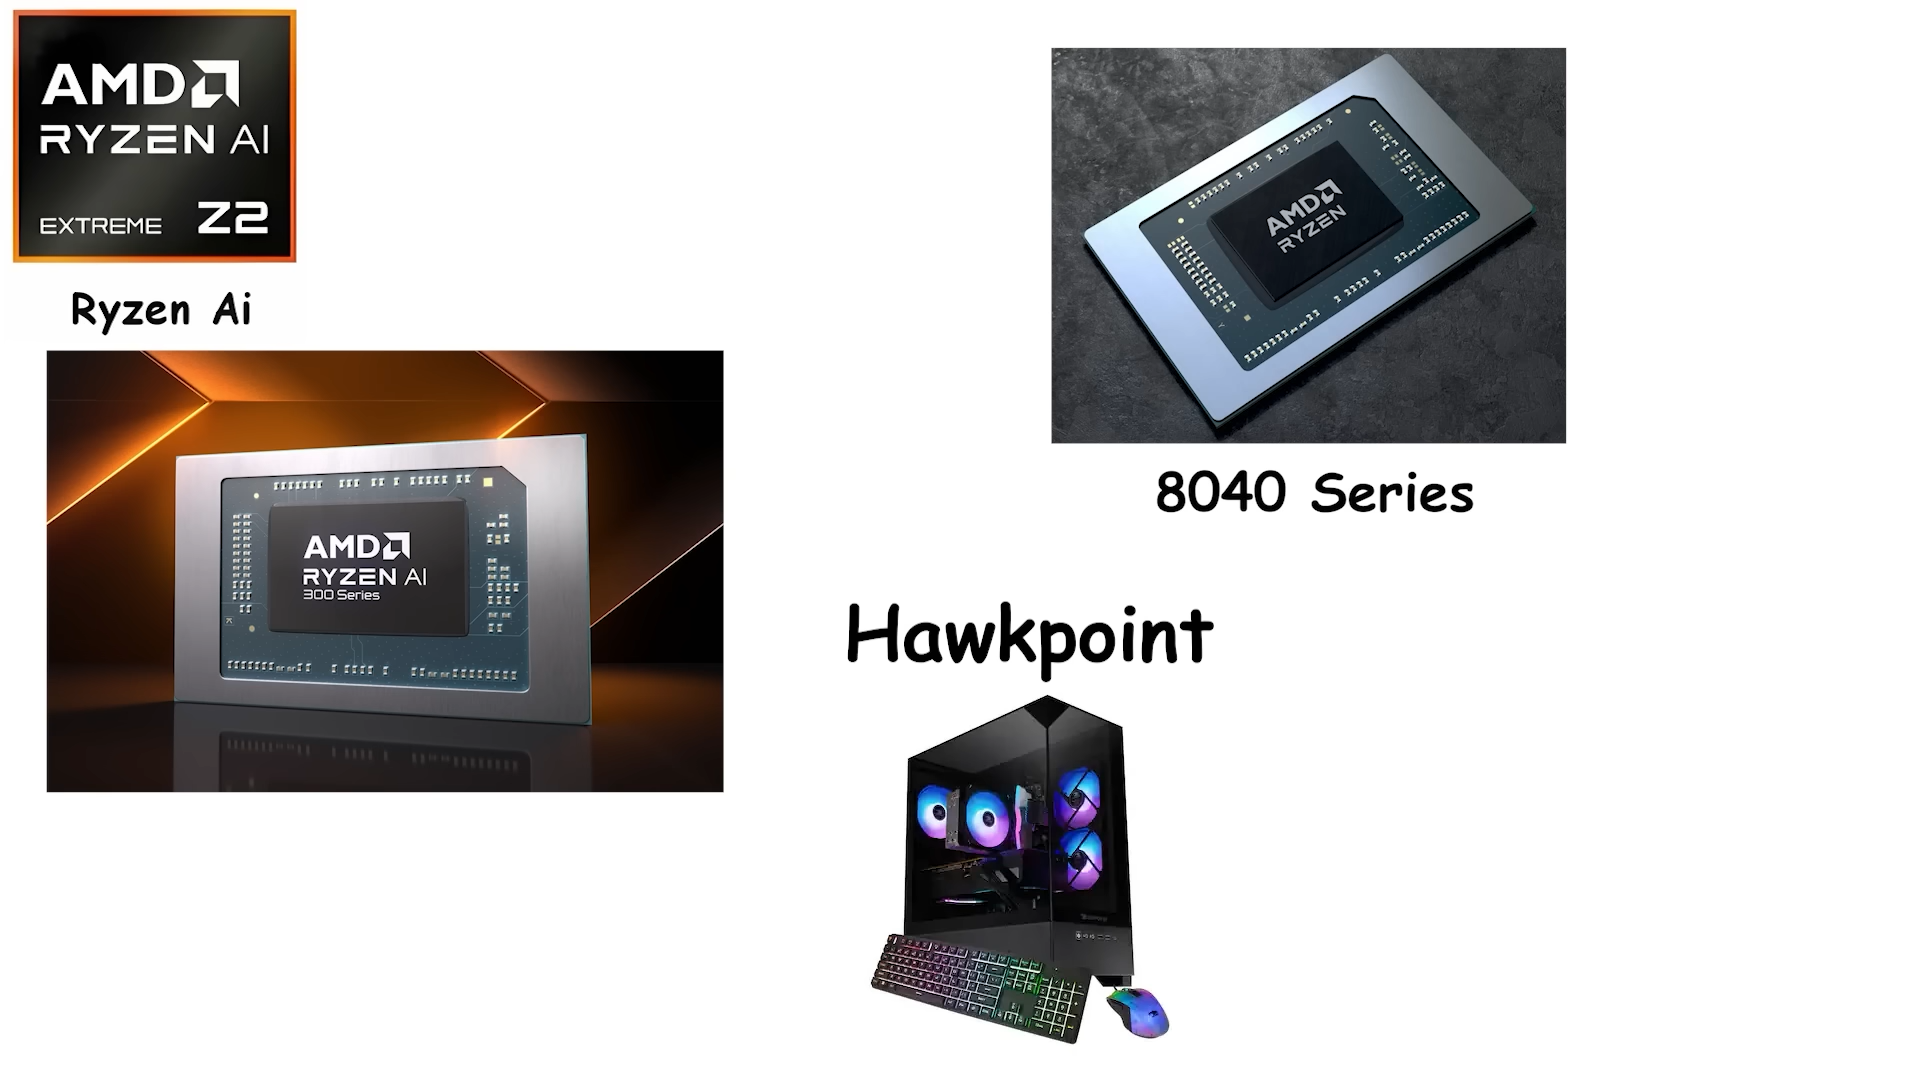 AMD
RYZEN AI
EXTREME Z2
Ryzen Ai
AMD
RYZEN AI
300 Series
AMD
RYZEN
8040 Series
Hawkpoint